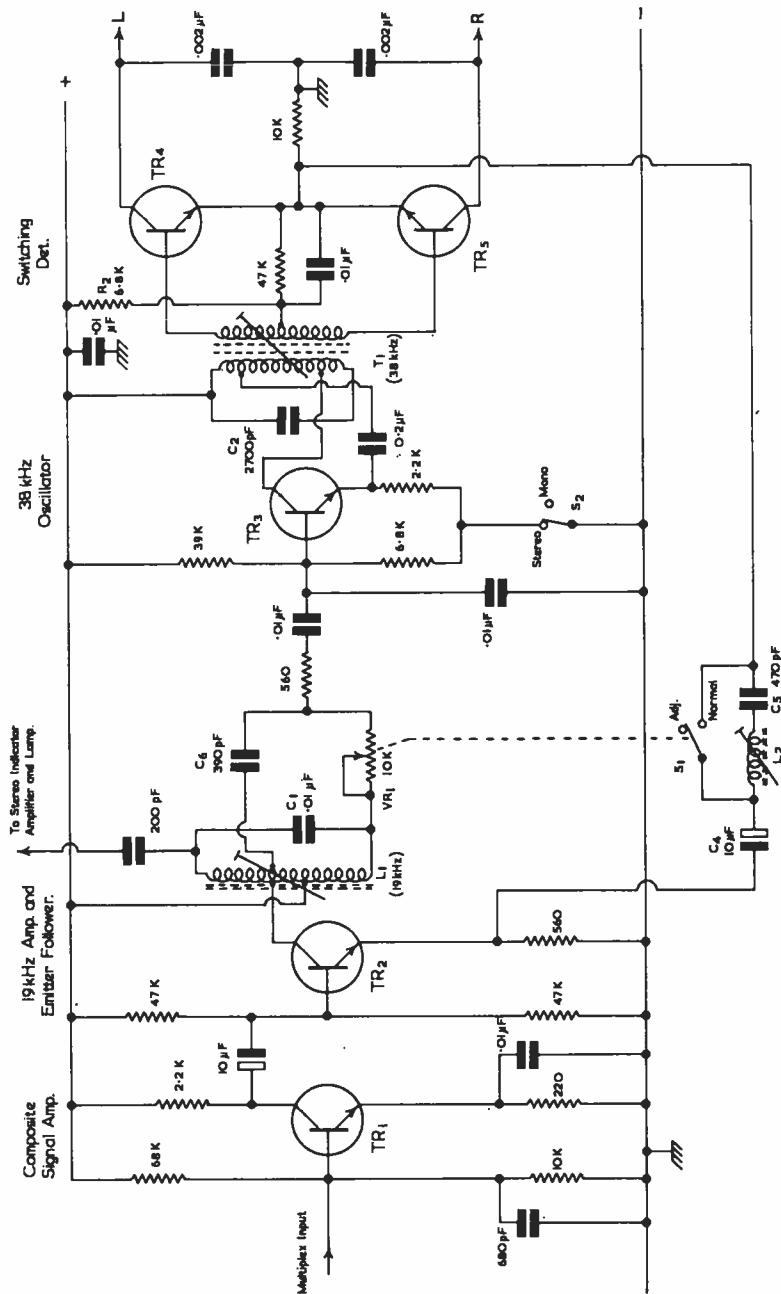 Composite
Signal Amp.
19kHz Amp. and
Emitter Follower.
To Stereo Indicator
Amplifier and Lamp.
38 kHz
Oscillator
Switching
Det.
+
L
R
−
Multiplex Input
68K
10K
680pF
2·2K
TR1
220
·01µF
10µF
47K
47K
TR2
560
200pF
L1
(19kHz)
C1
·01µF
C6
390pF
VR1
10K
560
·01µF
·01µF
39K
6·8K
TR3
2·2K
0·2µF
C2
2700pF
T1
(38kHz)
·01
µF
R2
6·8K
47K
·01µF
TR4
TR5
10K
·002µF
·002µF
Stereo
Mono
S2
S1
Adj.
Normal
C4
10µF
L2
C5 470pF